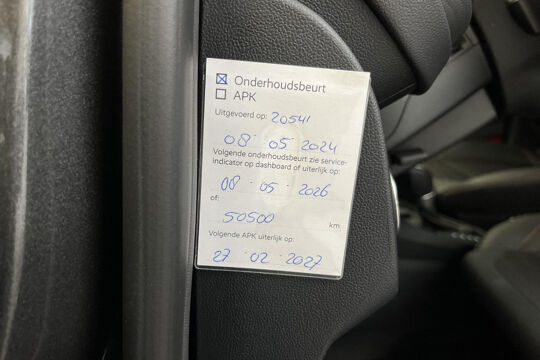 ☒ Onderhoudsbeurt
☐ APK
Uitgevoerd op: 20541
08 - 05 - 2024
Volgende onderhoudsbeurt zie service-
indicator op dashboard of uiterlijk op:
08 - 05 - 2026
of:
50500 km
Volgende APK uiterlijk op:
27 - 02 - 2027